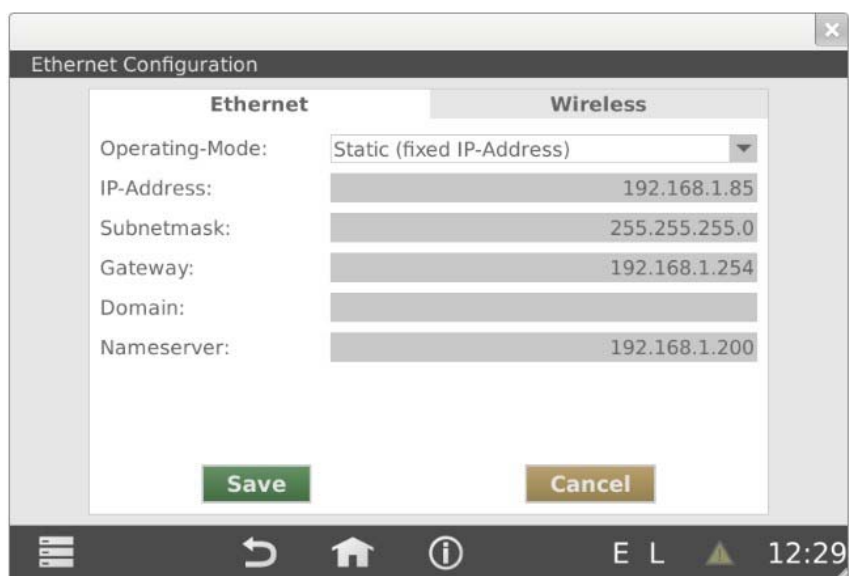 Ethernet Configuration
Ethernet Wireless
Operating-Mode: Static (fixed IP-Address)
IP-Address: 192.168.1.85
Subnetmask: 255.255.255.0
Gateway: 192.168.1.254
Domain:
Nameserver: 192.168.1.200
Save Cancel
E L 12:29